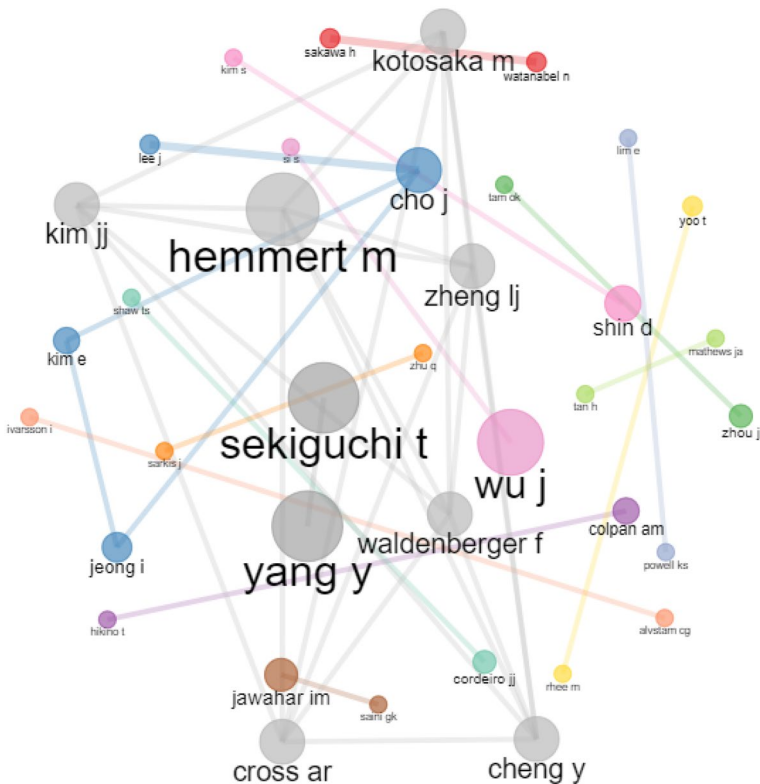 sakawa h
kotosaka m
kim s
watanabel n
lee j
si s
lim e
cho j
tam ok
yoo t
kim jj
hemmert m
zheng lj
shaw ts
shin d
kim e
zhu q
mathews ja
tan h
ivarsson i
sekiguchi t
zhou j
sarkis j
wu j
colpan am
waldenberger f
powell ks
jeong i
yang y
hikino t
alvstam cg
cordeiro jj
rhee m
jawahar im
saini gk
cross ar
cheng y